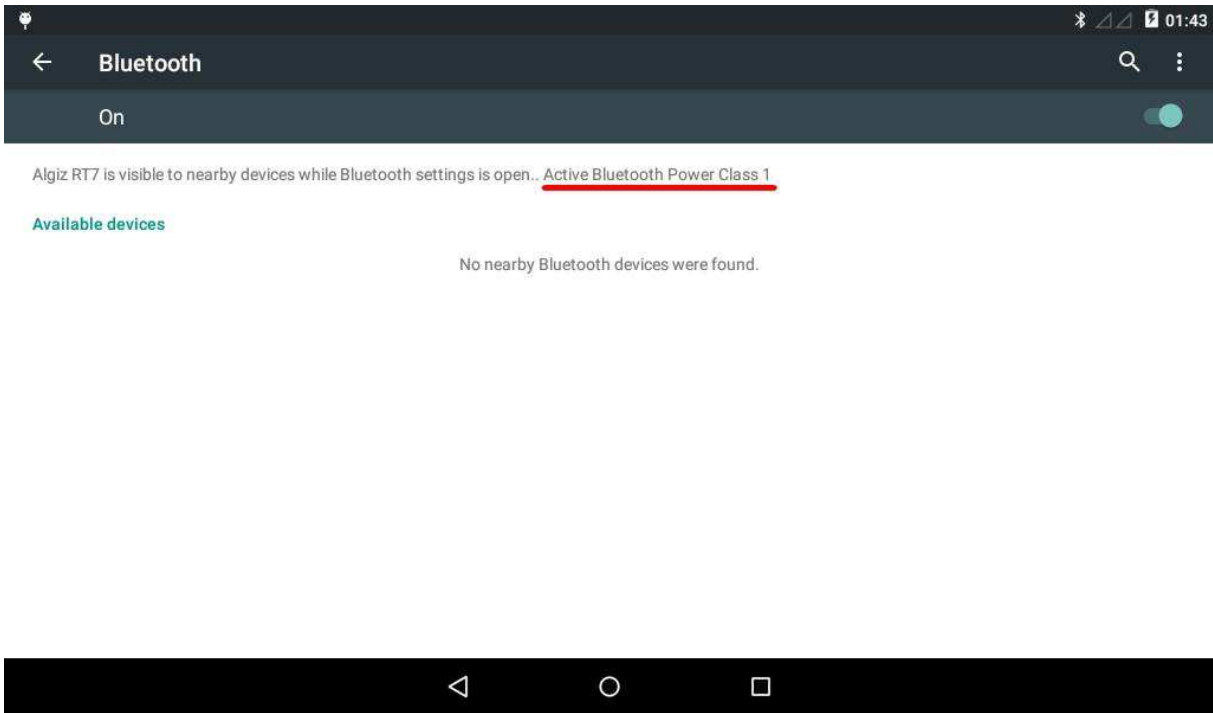 01:43
Bluetooth
On
Algiz RT7 is visible to nearby devices while Bluetooth settings is open.. Active Bluetooth Power Class 1
Available devices
No nearby Bluetooth devices were found.